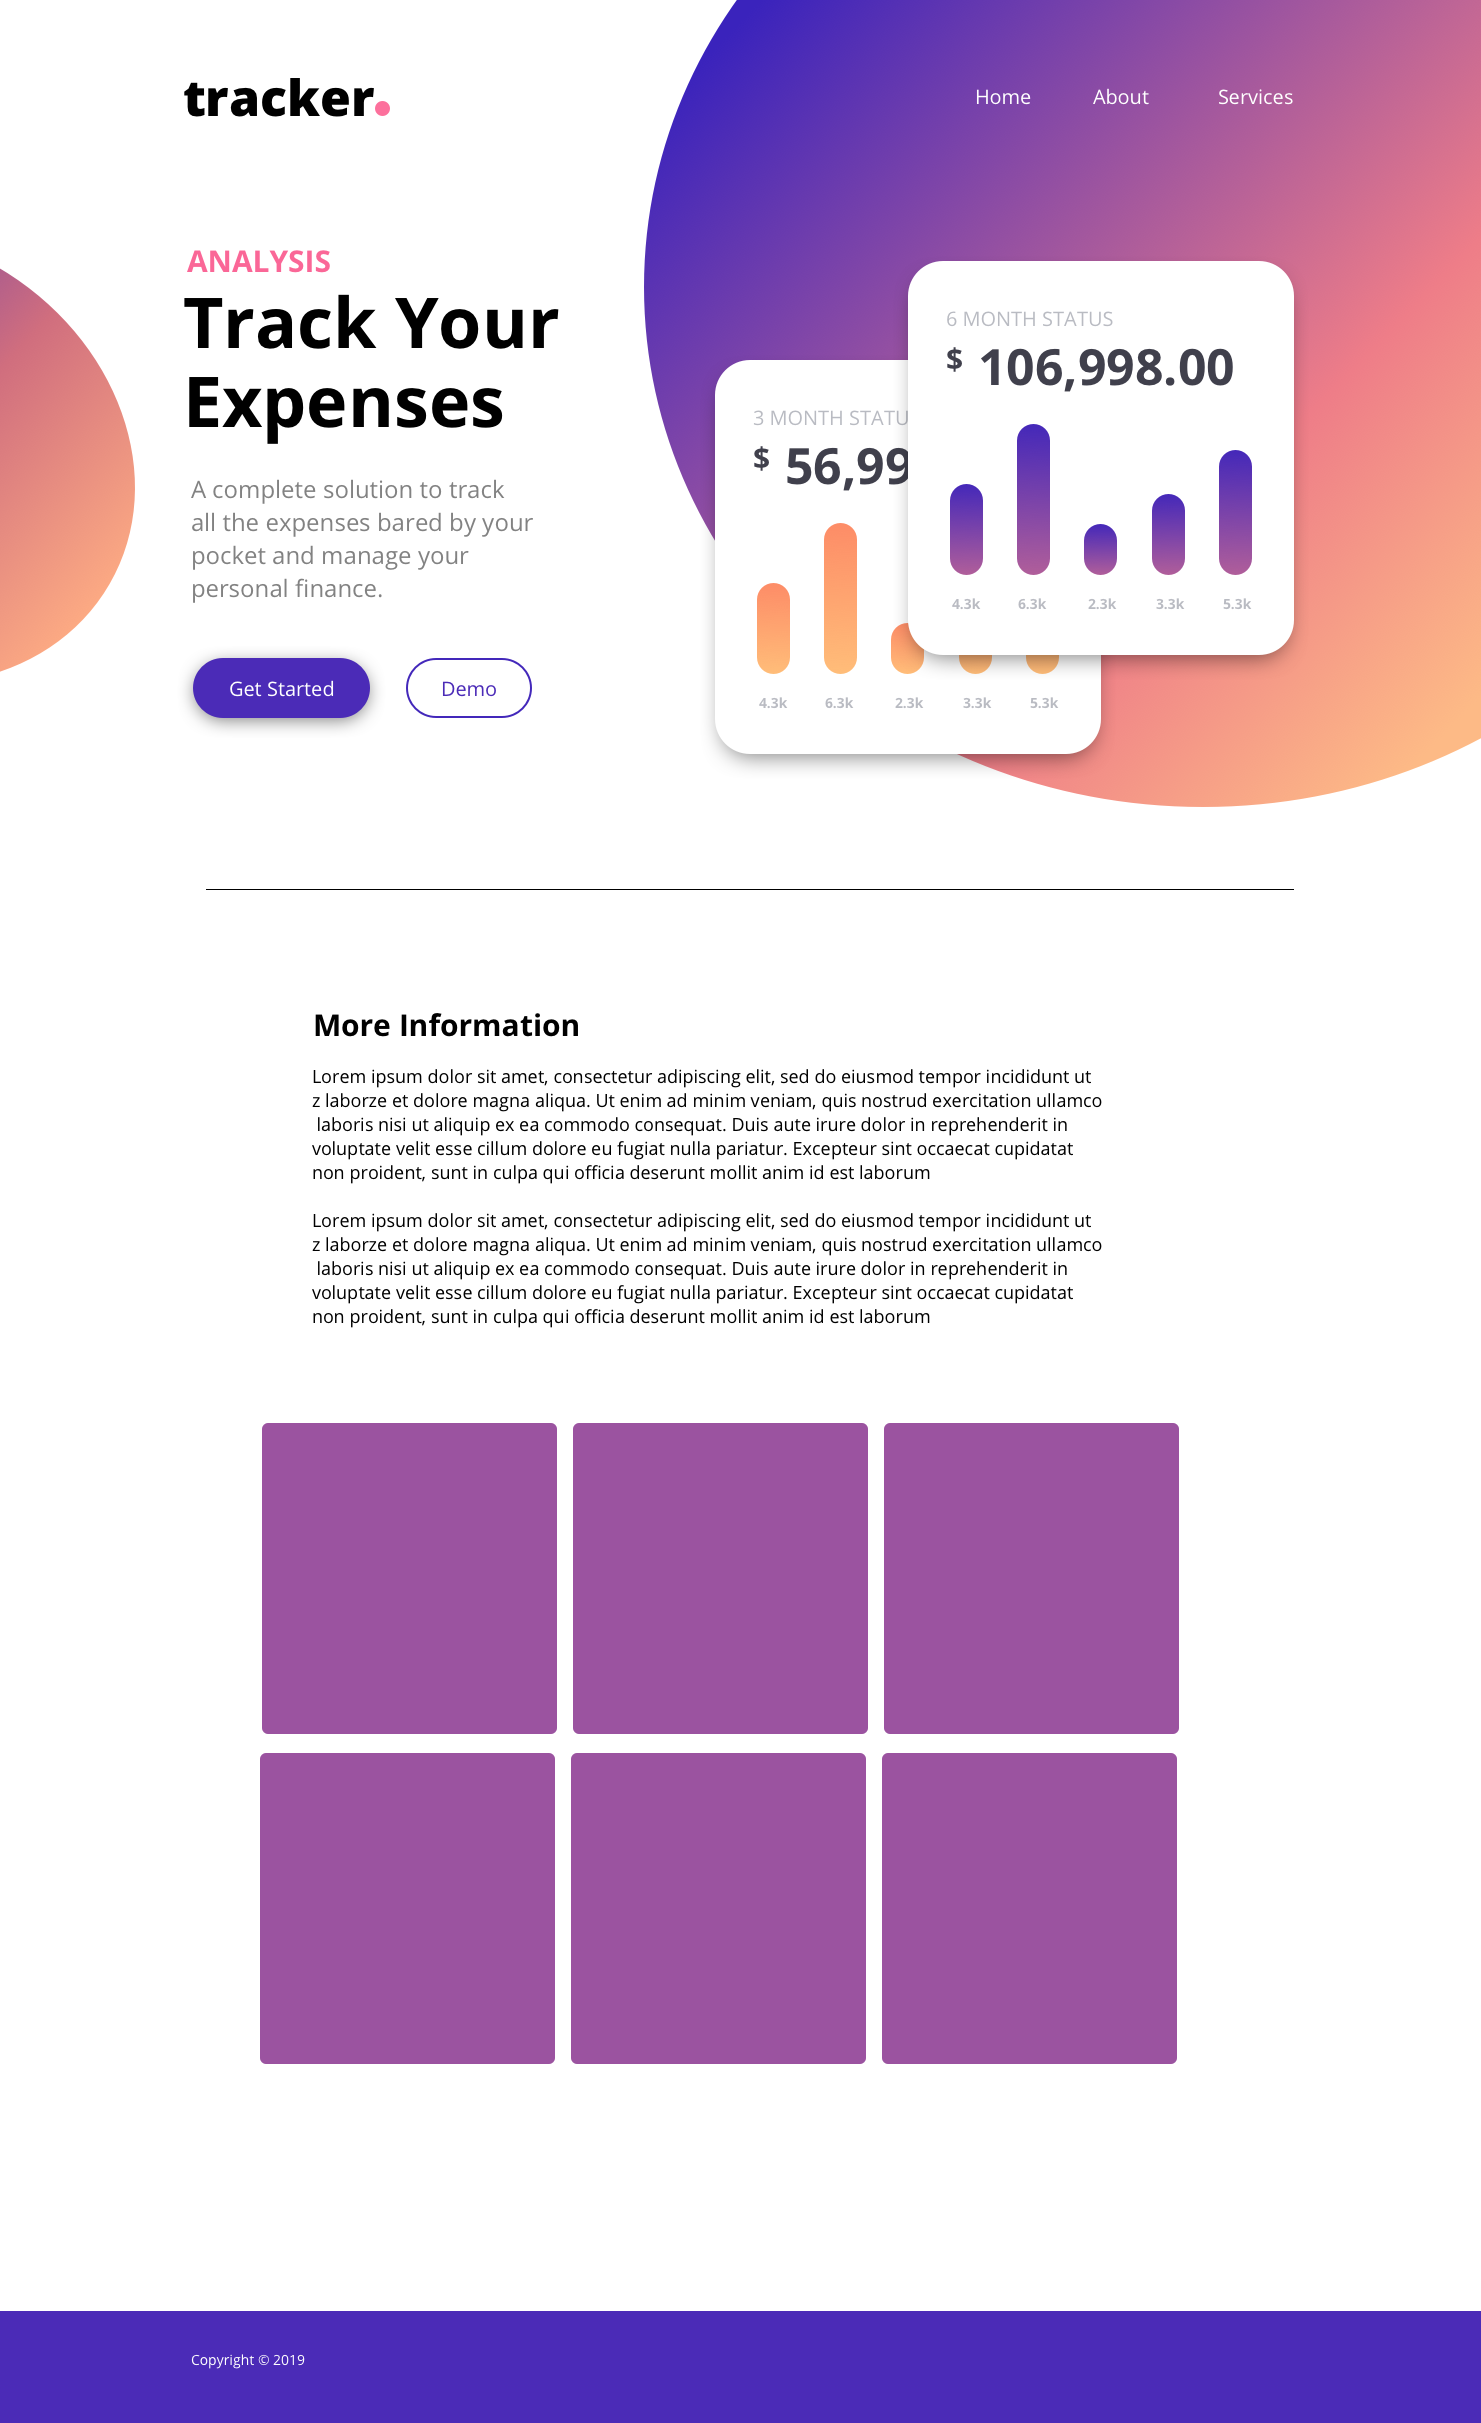 tracker.
Home About Services
ANALYSIS
Track Your
Expenses
A complete solution to track
all the expenses bared by your
pocket and manage your
personal finance.
Get Started Demo
3 MONTH STATU
$ 56,99
4.3k 6.3k 2.3k 3.3k 5.3k
6 MONTH STATUS
$ 106,998.00
4.3k 6.3k 2.3k 3.3k 5.3k
More Information
Lorem ipsum dolor sit amet, consectetur adipiscing elit, sed do eiusmod tempor incididunt ut
z laborze et dolore magna aliqua. Ut enim ad minim veniam, quis nostrud exercitation ullamco
laboris nisi ut aliquip ex ea commodo consequat. Duis aute irure dolor in reprehenderit in
voluptate velit esse cillum dolore eu fugiat nulla pariatur. Excepteur sint occaecat cupidatat
non proident, sunt in culpa qui officia deserunt mollit anim id est laborum
Lorem ipsum dolor sit amet, consectetur adipiscing elit, sed do eiusmod tempor incididunt ut
z laborze et dolore magna aliqua. Ut enim ad minim veniam, quis nostrud exercitation ullamco
laboris nisi ut aliquip ex ea commodo consequat. Duis aute irure dolor in reprehenderit in
voluptate velit esse cillum dolore eu fugiat nulla pariatur. Excepteur sint occaecat cupidatat
non proident, sunt in culpa qui officia deserunt mollit anim id est laborum
Copyright © 2019